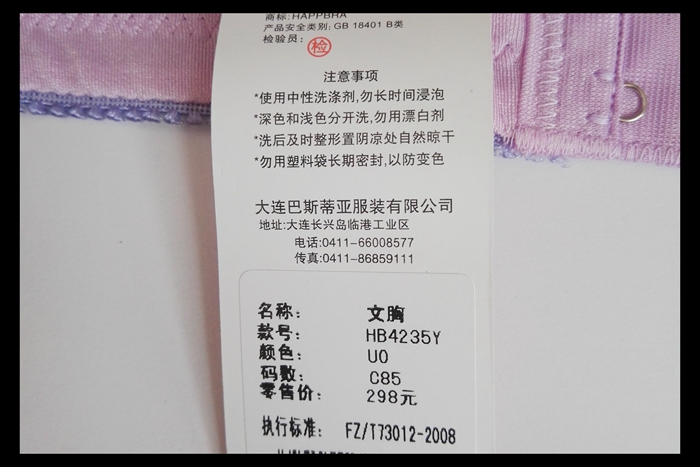 商标: HAPPBRA
产品安全类别: GB 18401 B类
检验员: 检
注意事项
*使用中性洗涤剂,勿长时间浸泡
*深色和浅色分开洗,勿用漂白剂
*洗后及时整形置阴凉处自然晾干
*勿用塑料袋长期密封,以防变色
大连巴斯蒂亚服装有限公司
地址:大连长兴岛临港工业区
电话:0411-66008577
传真:0411-86859111
名称: 文胸
款号: HB4235Y
颜色: U0
码数: C85
零售价: 298元
执行标准: FZ/T73012-2008